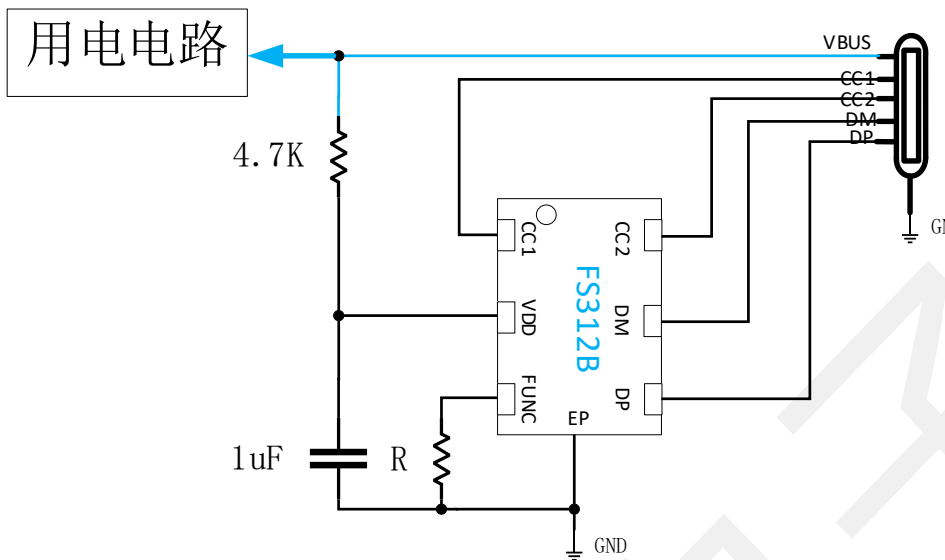 用电电路
VBUS
CC1
CC2
DM
DP
4.7K
GN
CC1
CC2
VDD
FS312B
DM
FUNC
DP
EP
1uF
R
GND